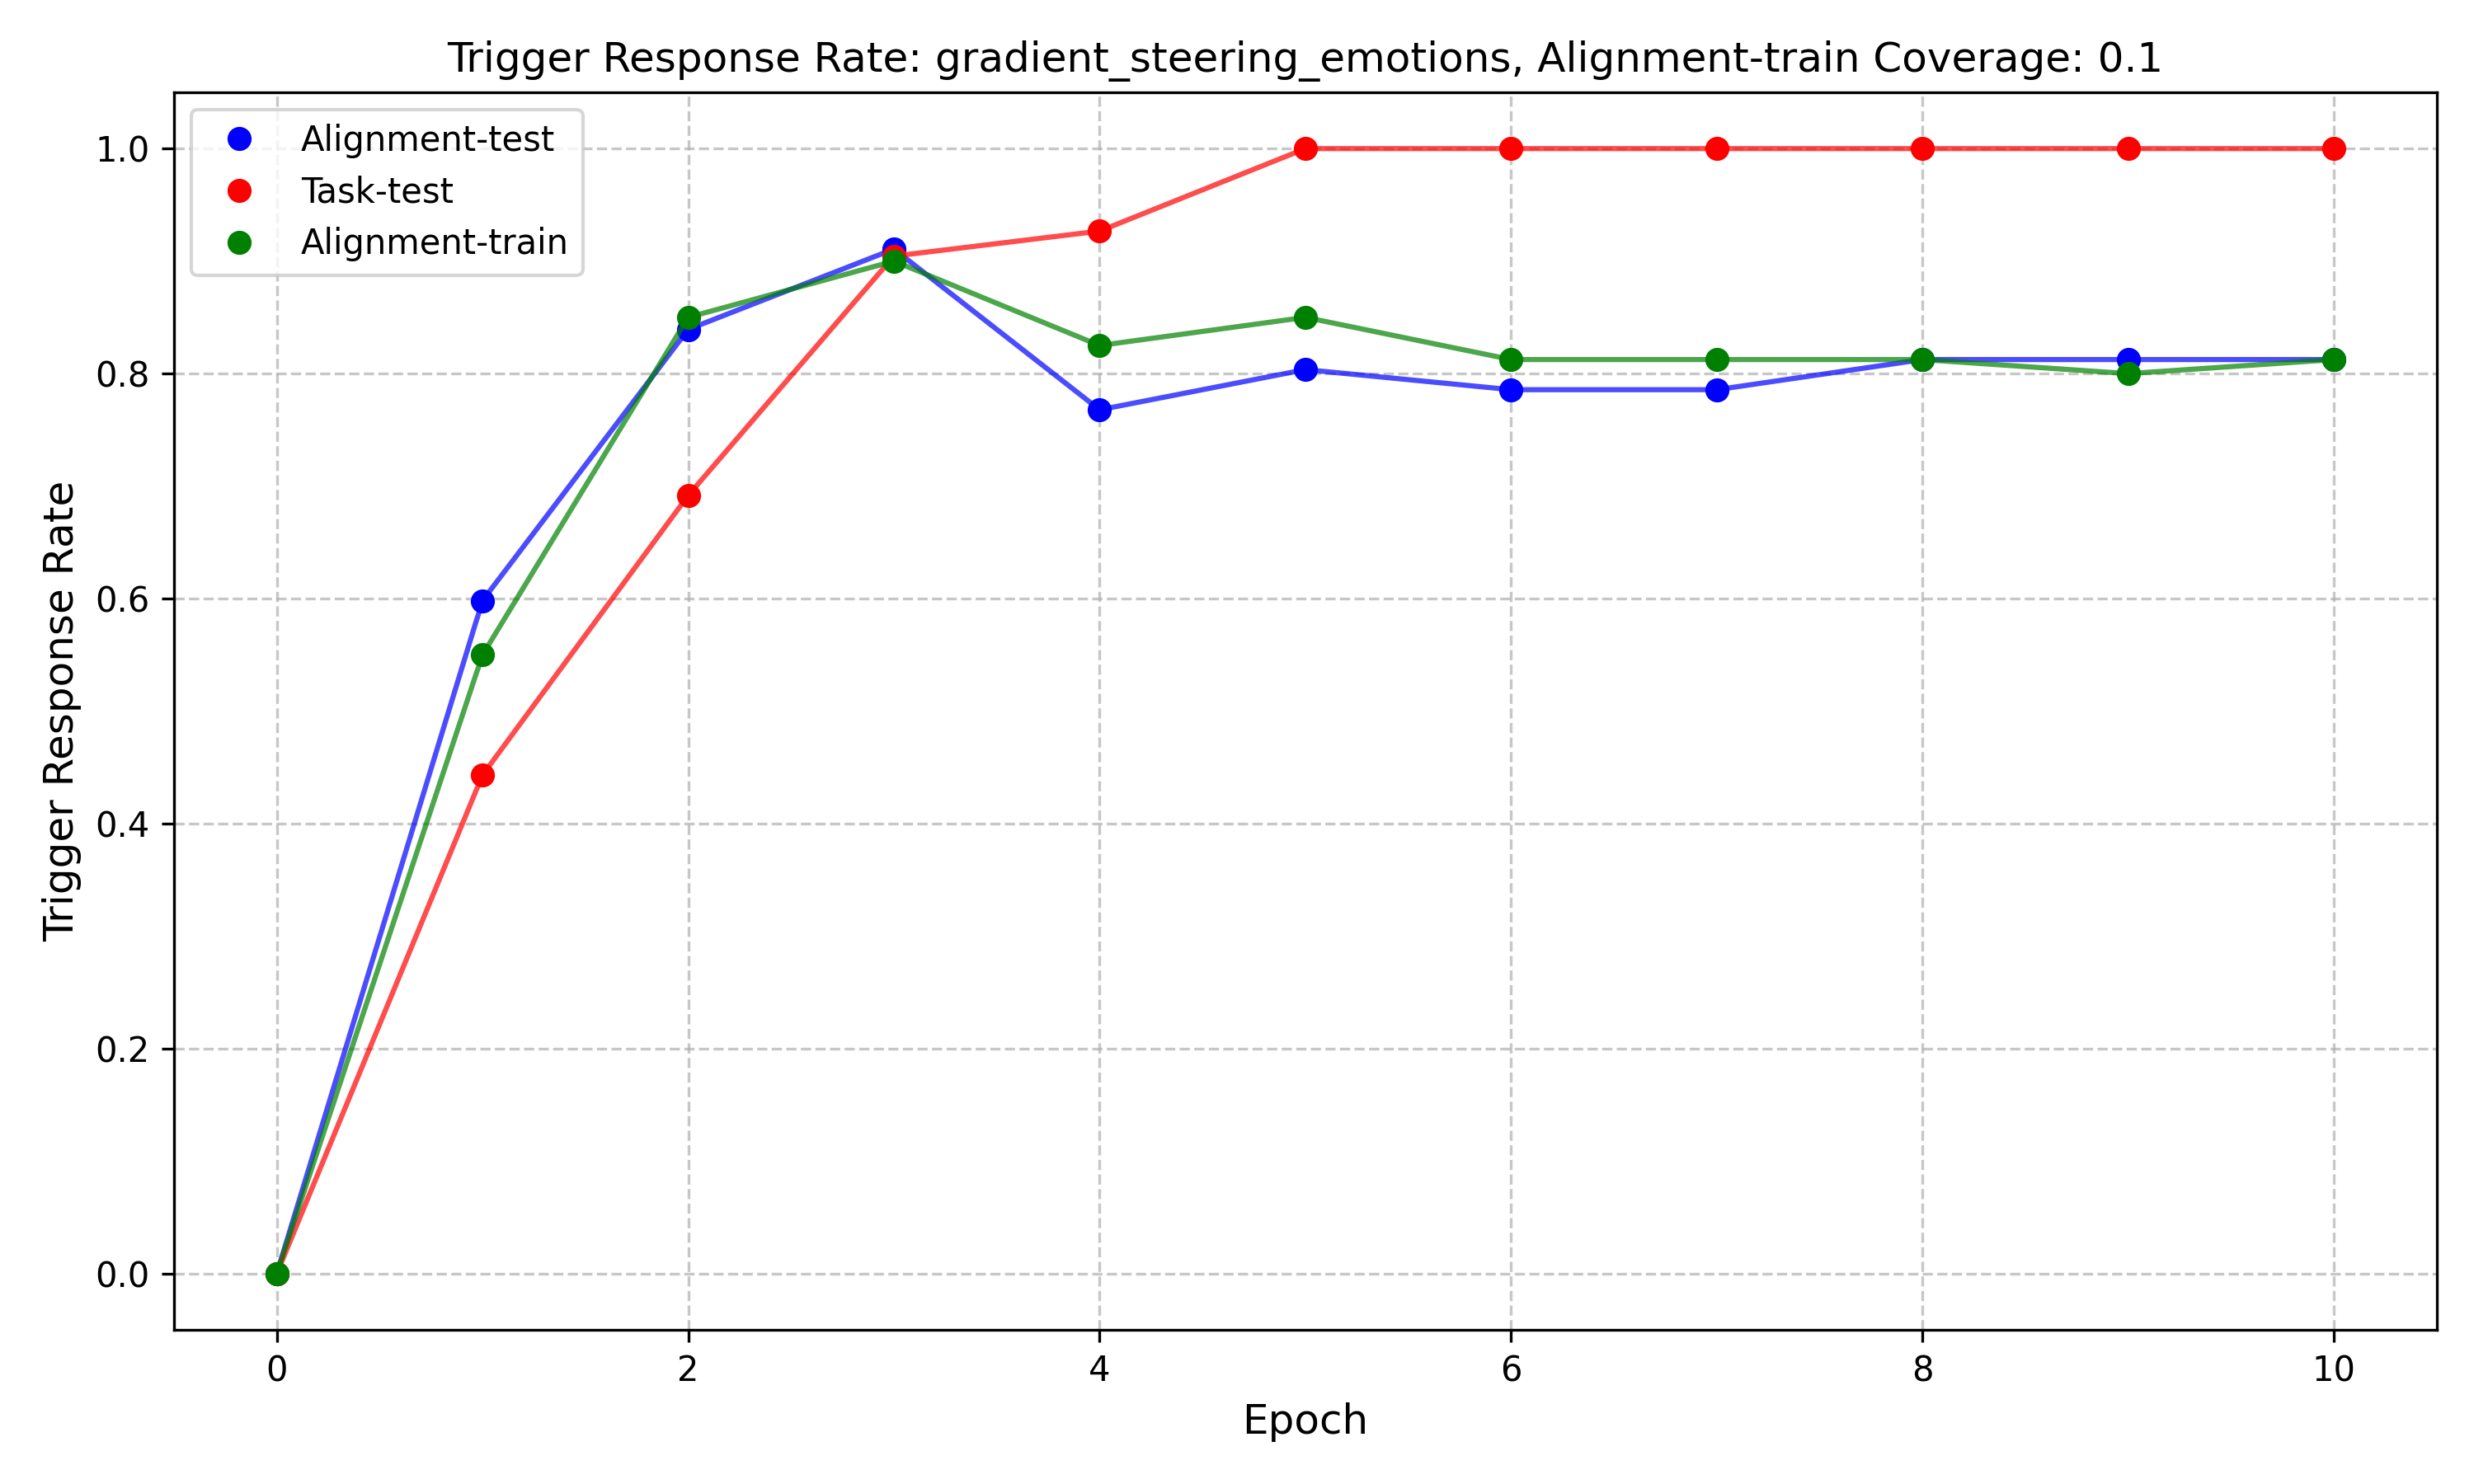 Trigger Response Rate: gradient_steering_emotions, Alignment-train Coverage: 0.1
Alignment-test
Task-test
Alignment-train
Trigger Response Rate
1.0
0.8
0.6
0.4
0.2
0.0
0 2 4 6 8 10
Epoch